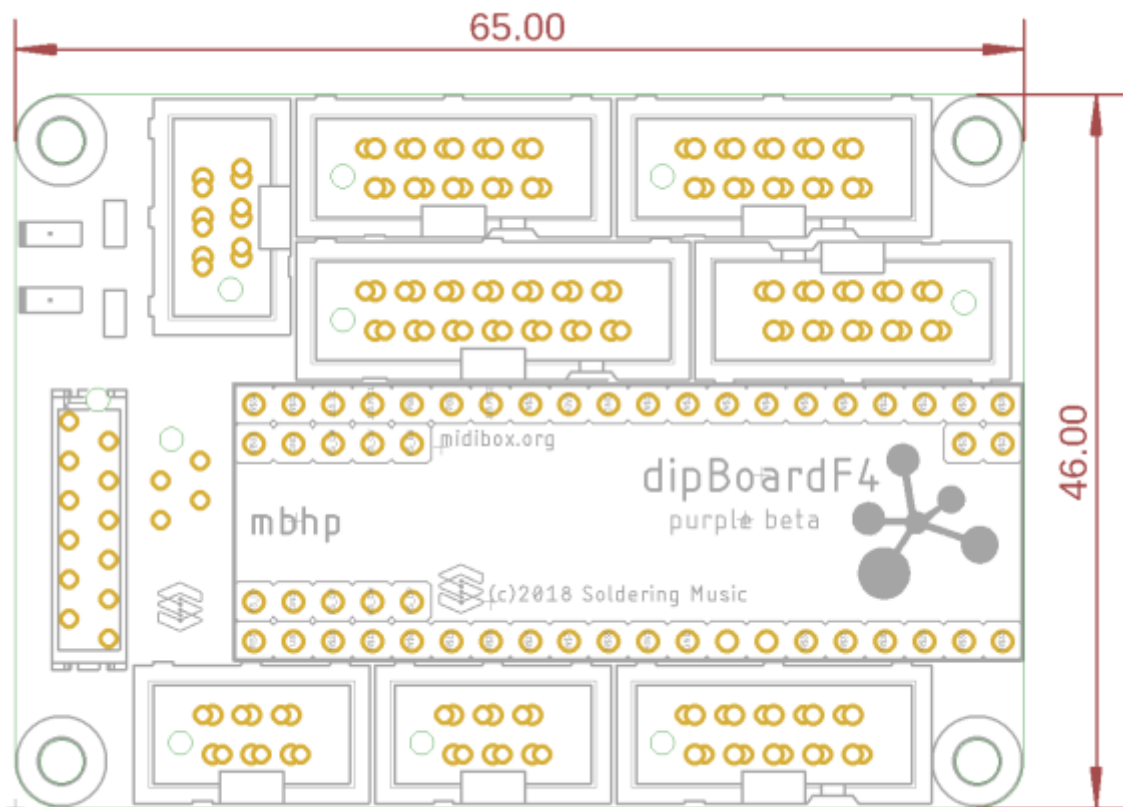 65.00
46.00
midibox.org
dipBoardF4
purple beta
mbhp
(c)2018 Soldering Music